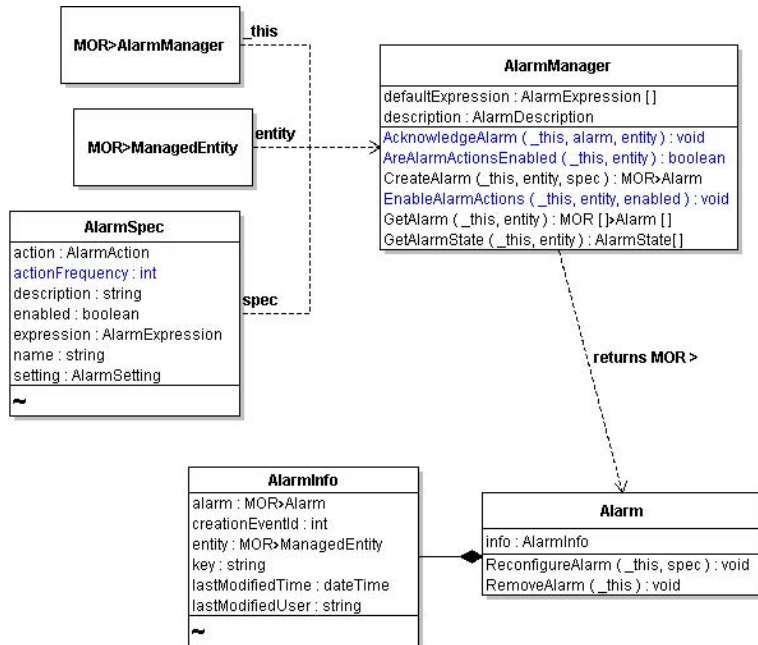 MOR>AlarmManager
_this
MOR>ManagedEntity
entity
AlarmManager
defaultExpression : AlarmExpression [ ]
description : AlarmDescription
AcknowledgeAlarm ( _this, alarm, entity ) : void
AreAlarmActionsEnabled ( _this, entity ) : boolean
CreateAlarm ( _this, entity, spec ) : MOR>Alarm
EnableAlarmActions ( _this, entity, enabled ) : void
GetAlarm ( _this, entity ) : MOR [ ]>Alarm [ ]
GetAlarmState ( _this, entity ) : AlarmState[ ]
AlarmSpec
action : AlarmAction
actionFrequency : int
description : string
enabled : boolean
expression : AlarmExpression
name : string
setting : AlarmSetting
~
spec
returns MOR >
AlarmInfo
alarm : MOR>Alarm
creationEventId : int
entity : MOR>ManagedEntity
key : string
lastModifiedTime : dateTime
lastModifiedUser : string
~
Alarm
info : AlarmInfo
ReconfigureAlarm ( _this, spec ) : void
RemoveAlarm ( _this ) : void